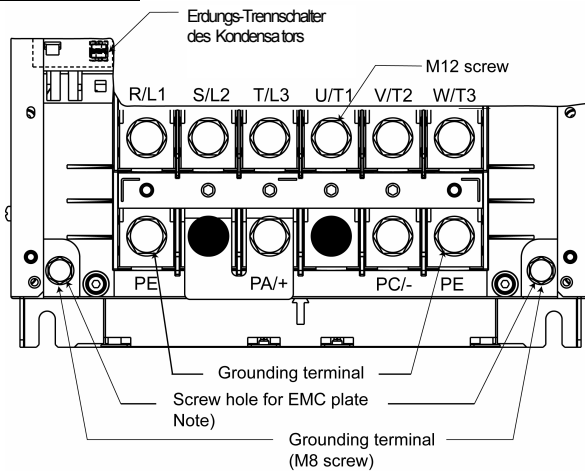 Erdungs-Trennschalter
des Kondensators
M12 screw
R/L1 S/L2 T/L3 U/T1 V/T2 W/T3
PE PA/+ PC/- PE
Grounding terminal
Screw hole for EMC plate
Note)
Grounding terminal
(M8 screw)